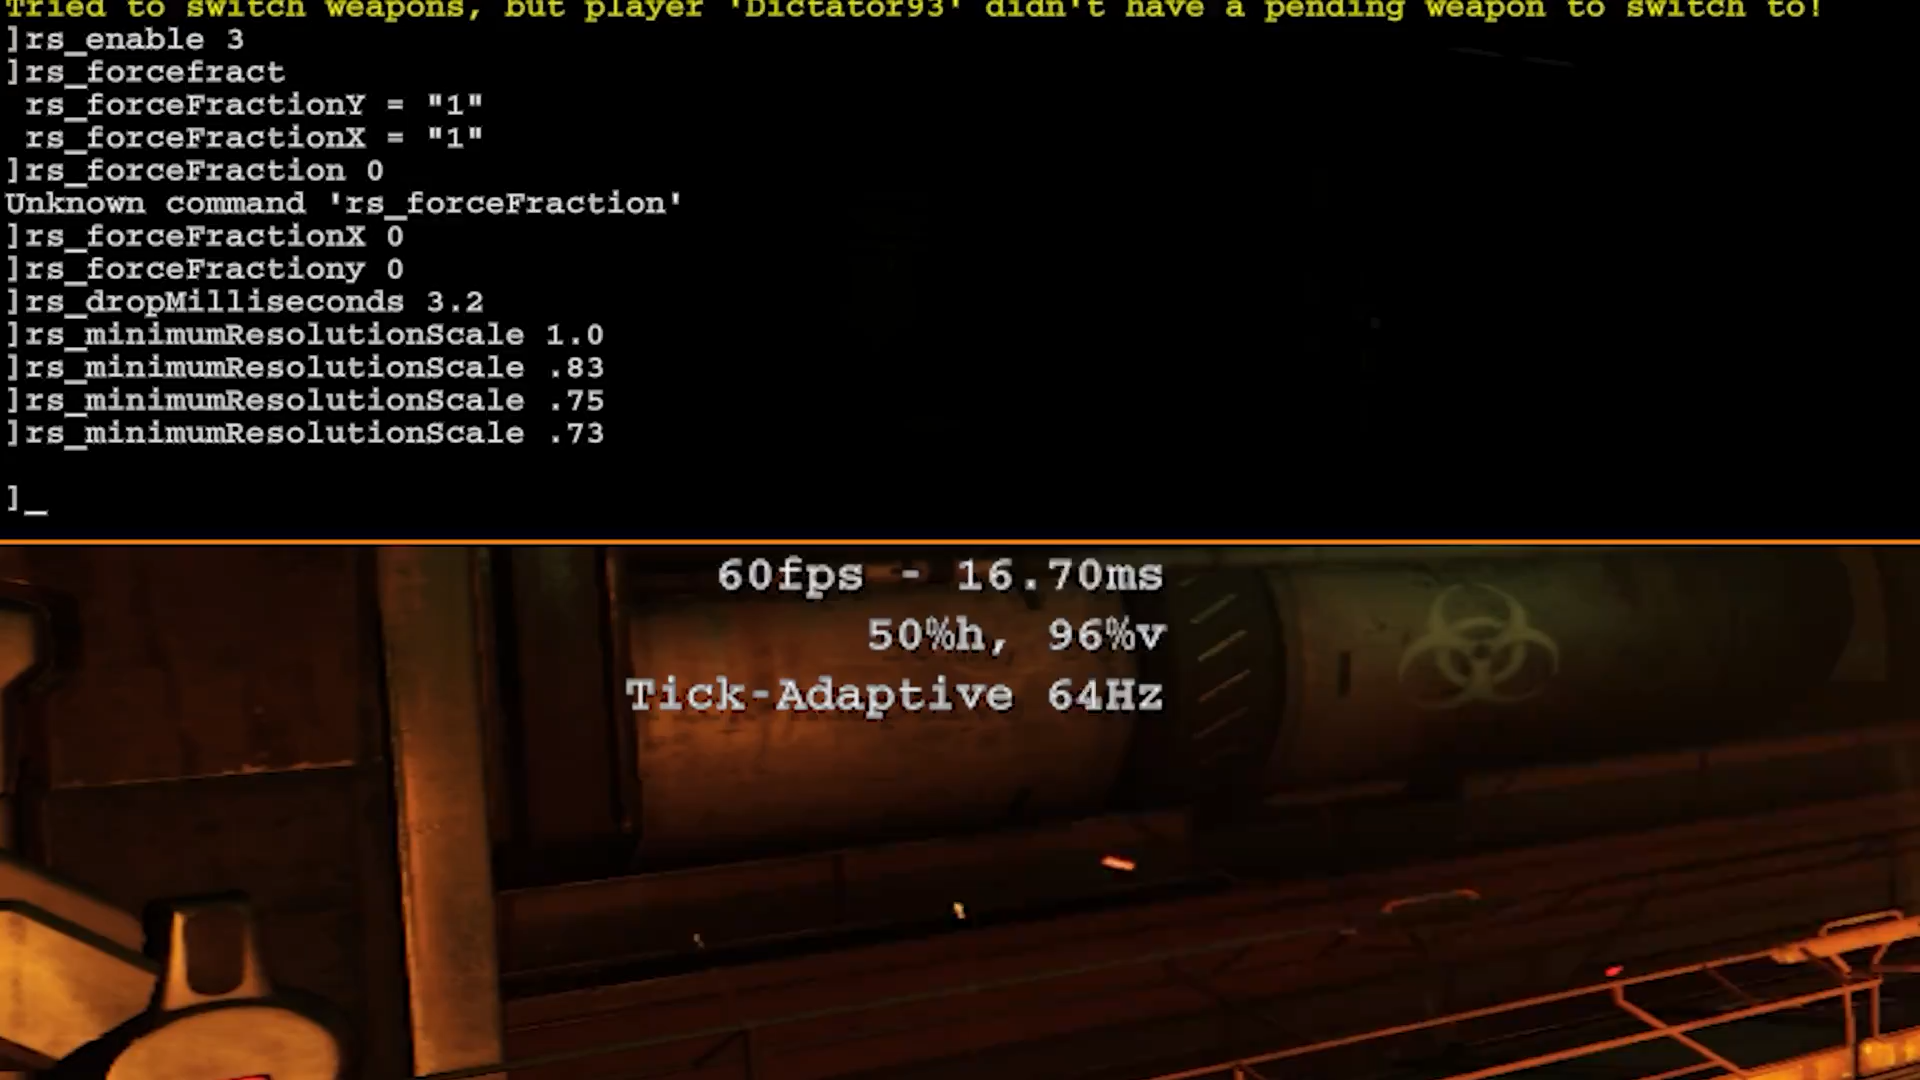 Tried to switch weapons, but player 'Dictator93' didn't have a pending weapon to switch to!
]rs_enable 3
]rs_forcefract
rs_forceFractionY = "1"
rs_forceFractionX = "1"
]rs_forceFraction 0
Unknown command 'rs_forceFraction'
]rs_forceFractionX 0
]rs_forceFractiony 0
]rs_dropMilliseconds 3.2
]rs_minimumResolutionScale 1.0
]rs_minimumResolutionScale .83
]rs_minimumResolutionScale .75
]rs_minimumResolutionScale .73
]_
60fps - 16.70ms
50%h, 96%v
Tick-Adaptive 64Hz